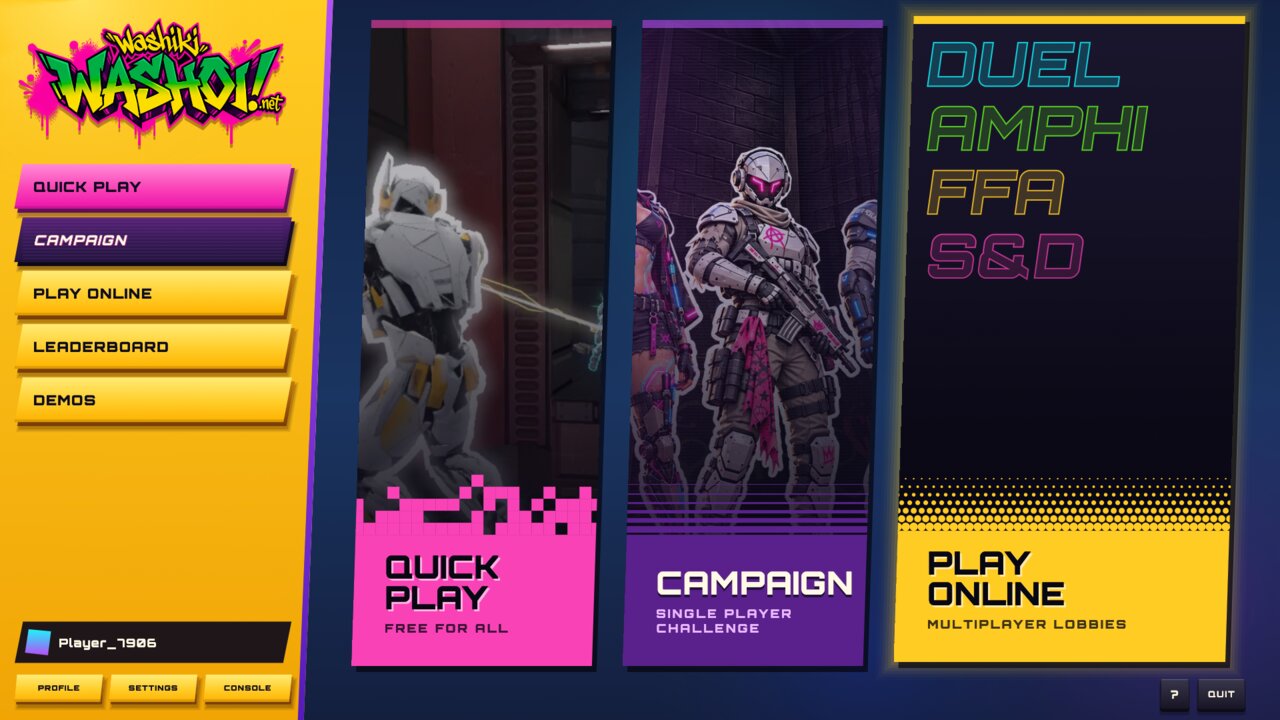 Washiki
WASHOI!
.net
QUICK PLAY
CAMPAIGN
PLAY ONLINE
LEADERBOARD
DEMOS
Player_7906
PROFILE
SETTINGS
CONSOLE
QUICK
PLAY
FREE FOR ALL
CAMPAIGN
SINGLE PLAYER
CHALLENGE
DUEL
AMPHI
FFA
S&D
PLAY
ONLINE
MULTIPLAYER LOBBIES
?
QUIT